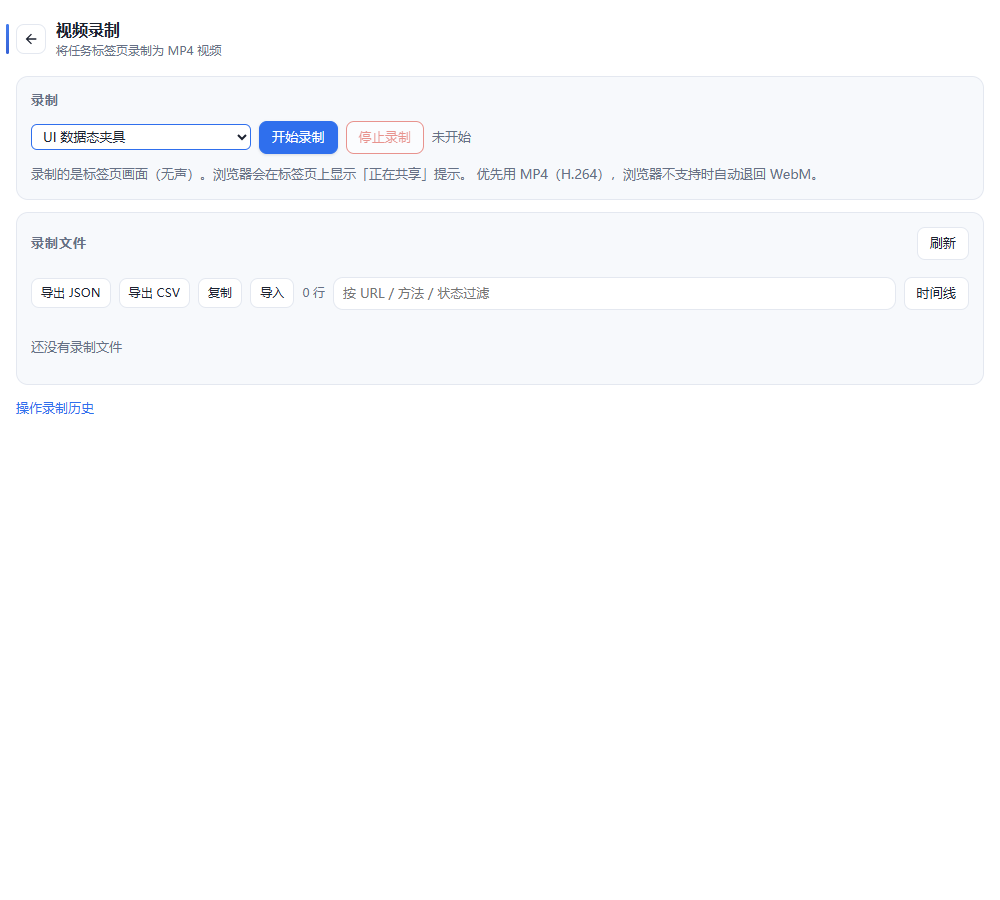 视频录制
将任务标签页录制为 MP4 视频
录制
UI 数据态夹具 开始录制 停止录制 未开始
录制的是标签页画面（无声）。浏览器会在标签页上显示「正在共享」提示。 优先用 MP4（H.264），浏览器不支持时自动退回 WebM。
录制文件 刷新
导出 JSON 导出 CSV 复制 导入 0 行 按 URL / 方法 / 状态过滤 时间线
还没有录制文件
操作录制历史